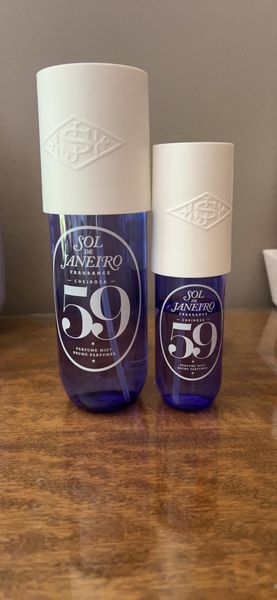 SOL
DE
JANEIRO
FRAGRANCE
— CHEIROSA —
59
★ PERFUME MIST ★
BRUME PARFUMÉE
SOL
DE
JANEIRO
FRAGRANCE
— CHEIROSA —
59
PERFUME MIST
BRUME PARFUMÉE